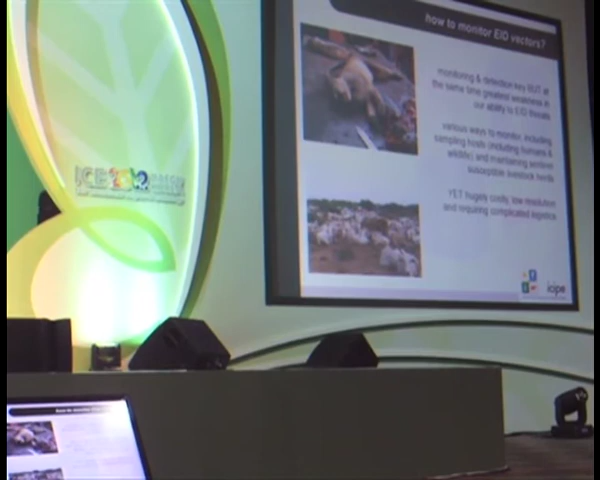 how to monitor EID vectors?
monitoring & detection key BUT at
the same time greatest weakness in
our ability to EID threats
various ways to monitor, including
sampling hosts (including humans &
wildlife) and maintaining sentinel
susceptible livestock herds
YET hugely costly, low resolution
and requiring complicated logistics
icipe
ICE 2012